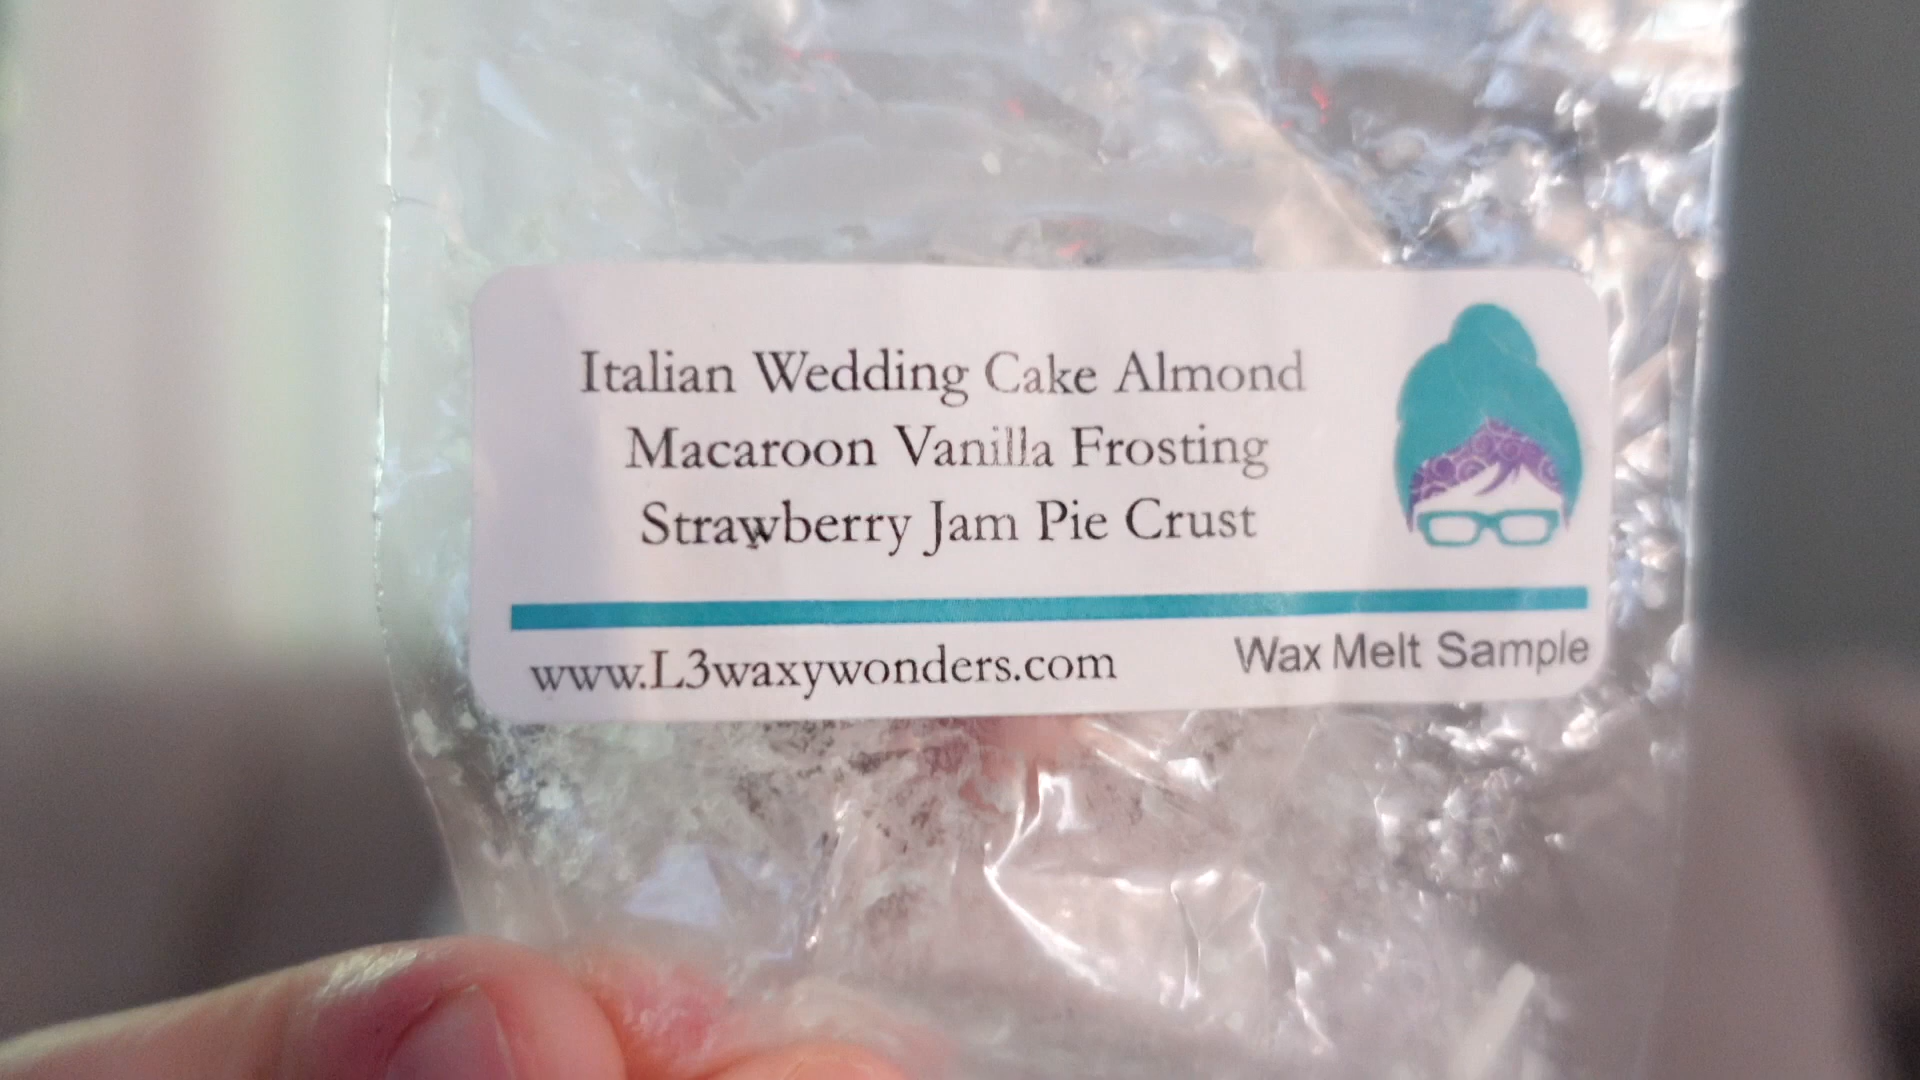 Italian Wedding Cake Almond
Macaroon Vanilla Frosting
Strawberry Jam Pie Crust
www.L3waxywonders.com
Wax Melt Sample